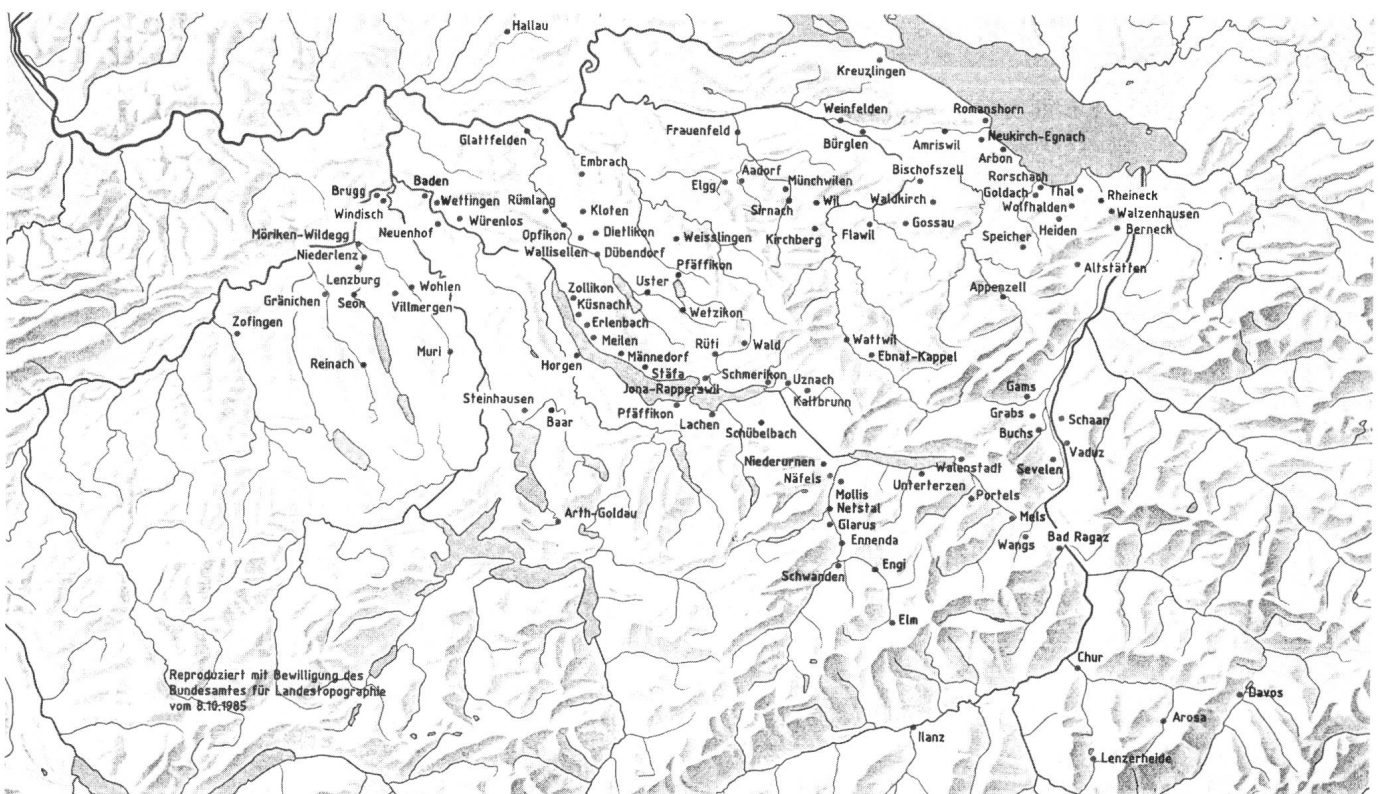 Hallau
Kreuzlingen
Weinfelden
Romanshorn
Glattfelden
Frauenfeld
Bürglen
Amriswil
Neukirch-Egnach
Arbon
Embrach
Elgg
Aadorf
Münchwilen
Bischofszell
Rorschach
Goldach
Thal
Rheineck
Brugg
Baden
Wettingen
Rümlang
Kloten
Sirnach
Wil
Waldkirch
Wolfhalden
Walzenhausen
Windisch
Würenlos
Neuenhof
Opfikon
Dietlikon
Weisslingen
Kirchberg
Flawil
Gossau
Heiden
Berneck
Speicher
Möriken-Wildegg
Wallisellen
Dübendorf
Niederlenz
Pfäffikon
Altstätten
Lenzburg
Wohlen
Zollikon
Uster
Appenzell
Gränichen
Seon
Villmergen
Küsnacht
Wetzikon
Zofingen
Erlenbach
Meilen
Rüti
Wald
Wattwil
Reinach
Muri
Horgen
Männedorf
Ebnat-Kappel
Stäfa
Schmerikon
Uznach
Jona-Rapperswil
Kaltbrunn
Gams
Steinhausen
Baar
Pfäffikon
Lachen
Grabs
Schaan
Schübelbach
Buchs
Vaduz
Niederurnen
Walenstadt
Sevelen
Näfels
Unterterzen
Mollis
Portels
Netstal
Arth-Goldau
Glarus
Mels
Ennenda
Wangs
Bad Ragaz
Schwanden
Engi
Elm
Chur
Reproduziert mit Bewilligung des
Bundesamtes für Landestopographie
vom 8.10.1985
Davos
Arosa
Ilanz
Lenzerheide